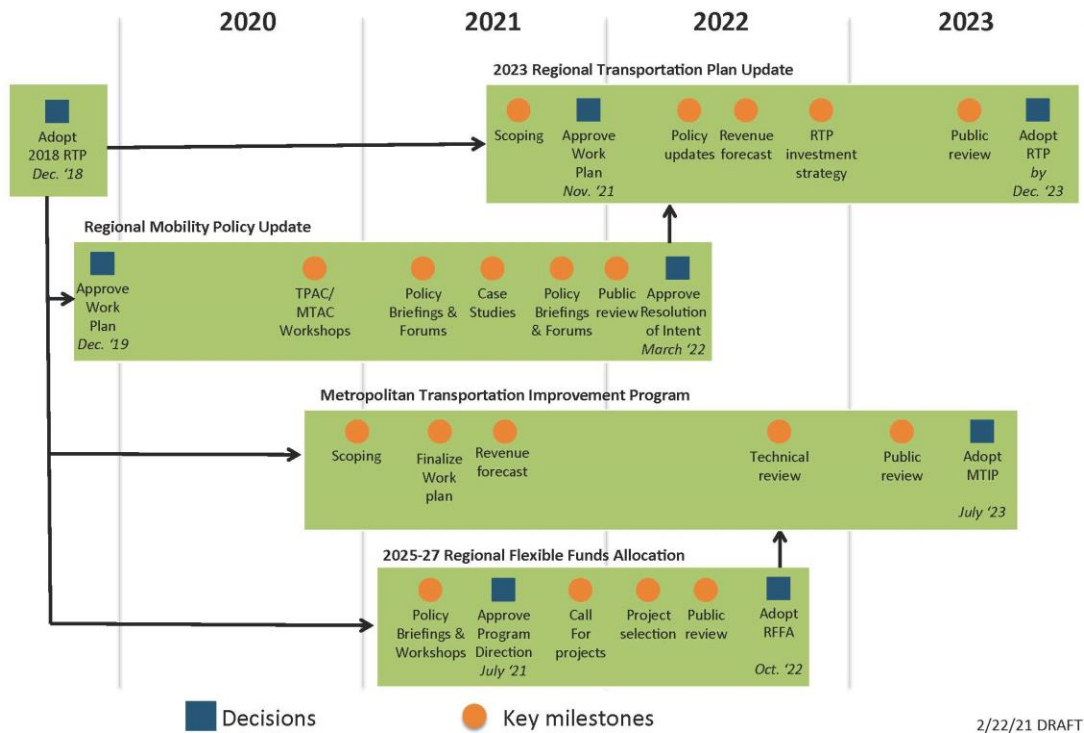 2020
2021
2022
2023
2023 Regional Transportation Plan Update
Adopt
2018 RTP
Dec. ‘18
Scoping
Approve
Work
Plan
Nov. ‘21
Policy
updates
Revenue
forecast
RTP
investment
strategy
Public
review
Adopt
RTP
by
Dec. ‘23
Regional Mobility Policy Update
Approve
Work
Plan
Dec. ‘19
TPAC/
MTAC
Workshops
Policy
Briefings &
Forums
Case
Studies
Policy
Briefings
& Forums
Public
review
Approve
Resolution
of Intent
March ‘22
Metropolitan Transportation Improvement Program
Scoping
Finalize
Work
plan
Revenue
forecast
Technical
review
Public
review
Adopt
MTIP
July ‘23
2025-27 Regional Flexible Funds Allocation
Policy
Briefings &
Workshops
Approve
Program
Direction
July ‘21
Call
For
projects
Project
selection
Public
review
Adopt
RFFA
Oct. ‘22
Decisions
Key milestones
2/22/21 DRAFT